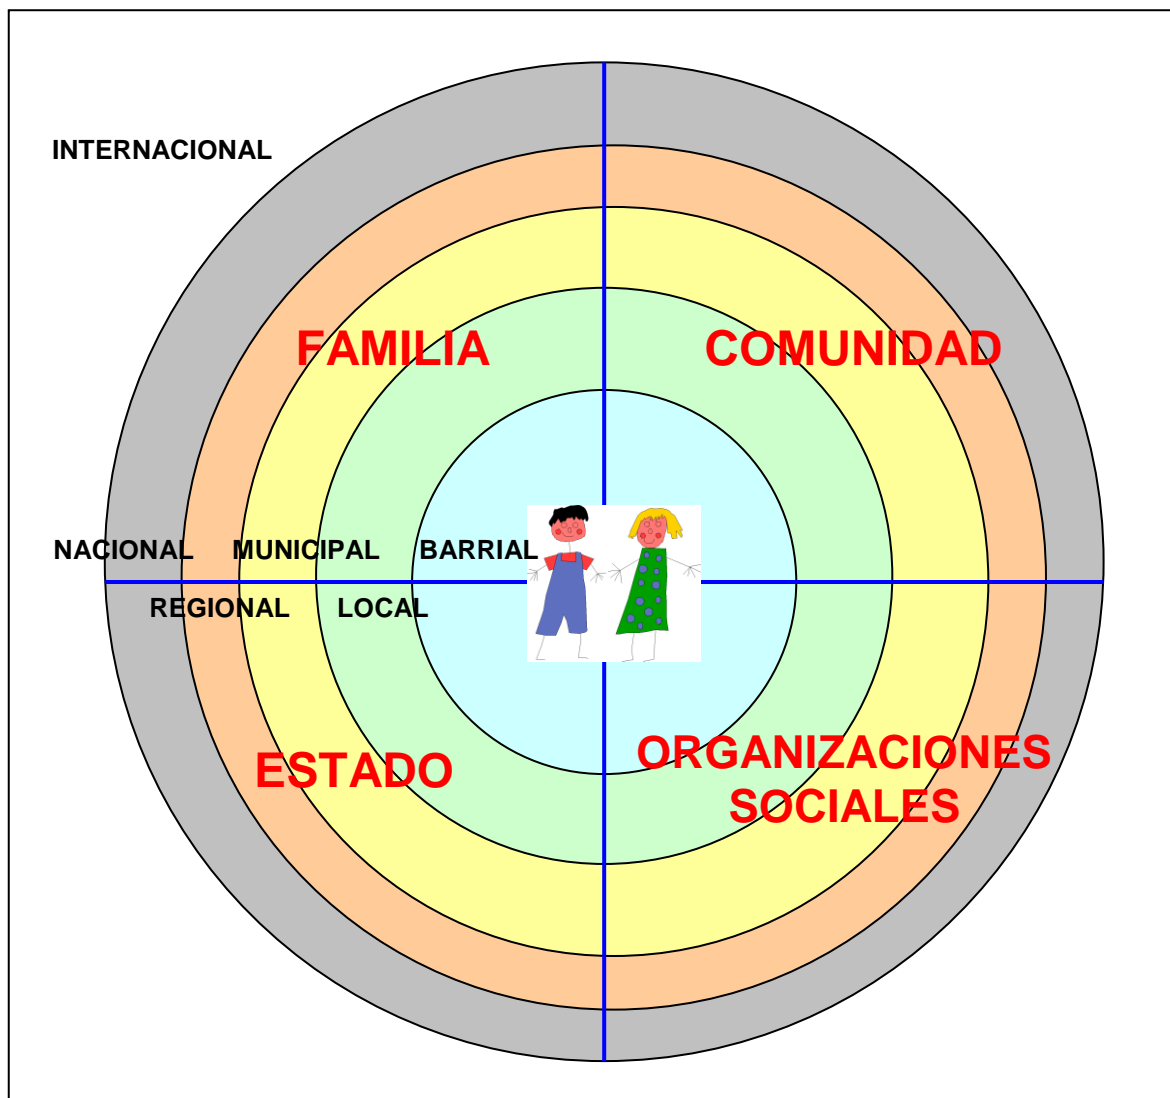 INTERNACIONAL
FAMILIA
COMUNIDAD
NACIONAL
MUNICIPAL
BARRIAL
REGIONAL
LOCAL
ESTADO
ORGANIZACIONES
SOCIALES